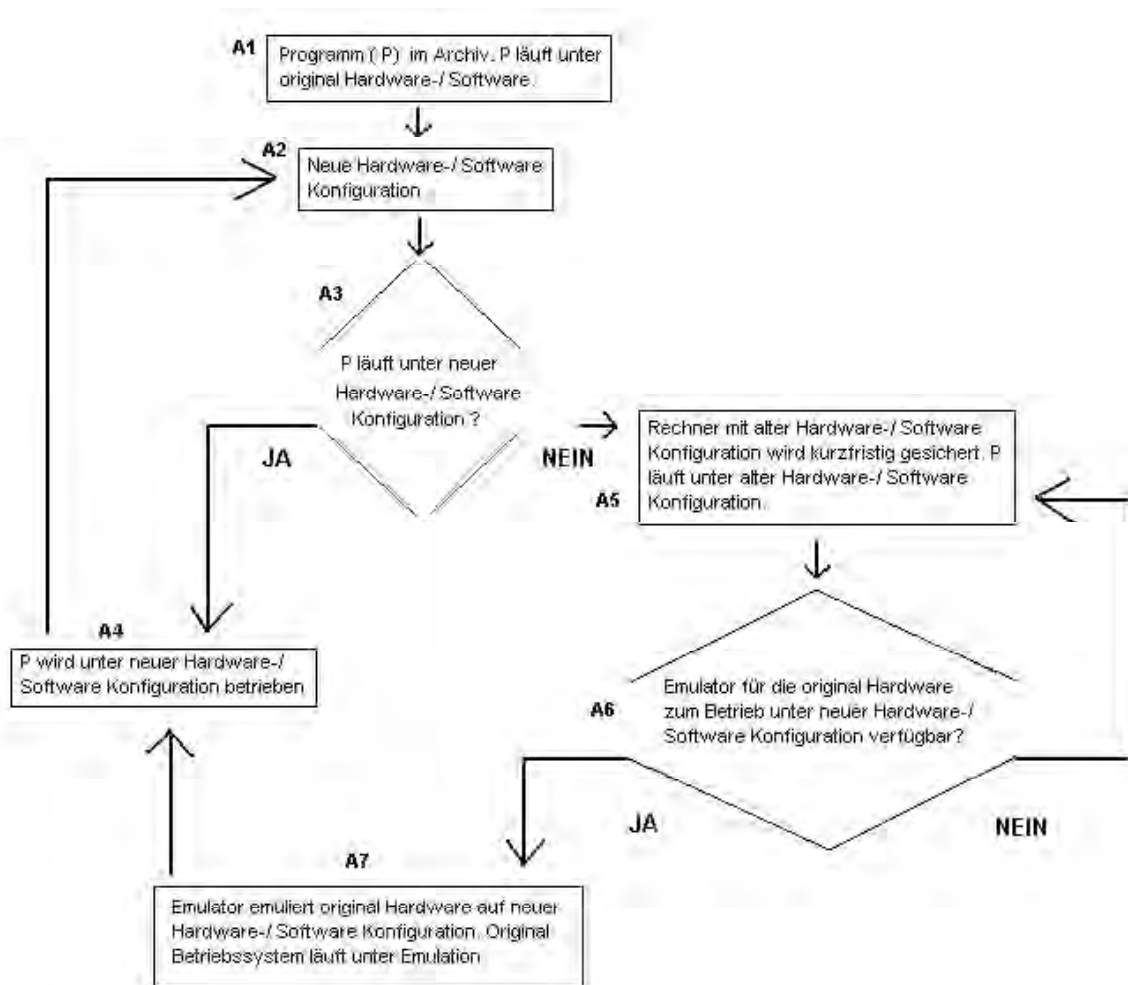 A1
Programm ( P) im Archiv. P läuft unter
original Hardware-/ Software.
A2
Neue Hardware-/ Software
Konfiguration
A3
P läuft unter neuer
Hardware-/ Software
Konfiguration ?
JA
NEIN
Rechner mit alter Hardware-/ Software
Konfiguration wird kurzfristig gesichert. P
läuft unter alter Hardware-/ Software
Konfiguration.
A5
A4
P wird unter neuer Hardware-/
Software Konfiguration betrieben
A6
Emulator für die original Hardware
zum Betrieb unter neuer Hardware-/
Software Konfiguration verfügbar?
JA
NEIN
A7
Emulator emuliert original Hardware auf neuer
Hardware-/ Software Konfiguration. Original
Betriebssystem läuft unter Emulation